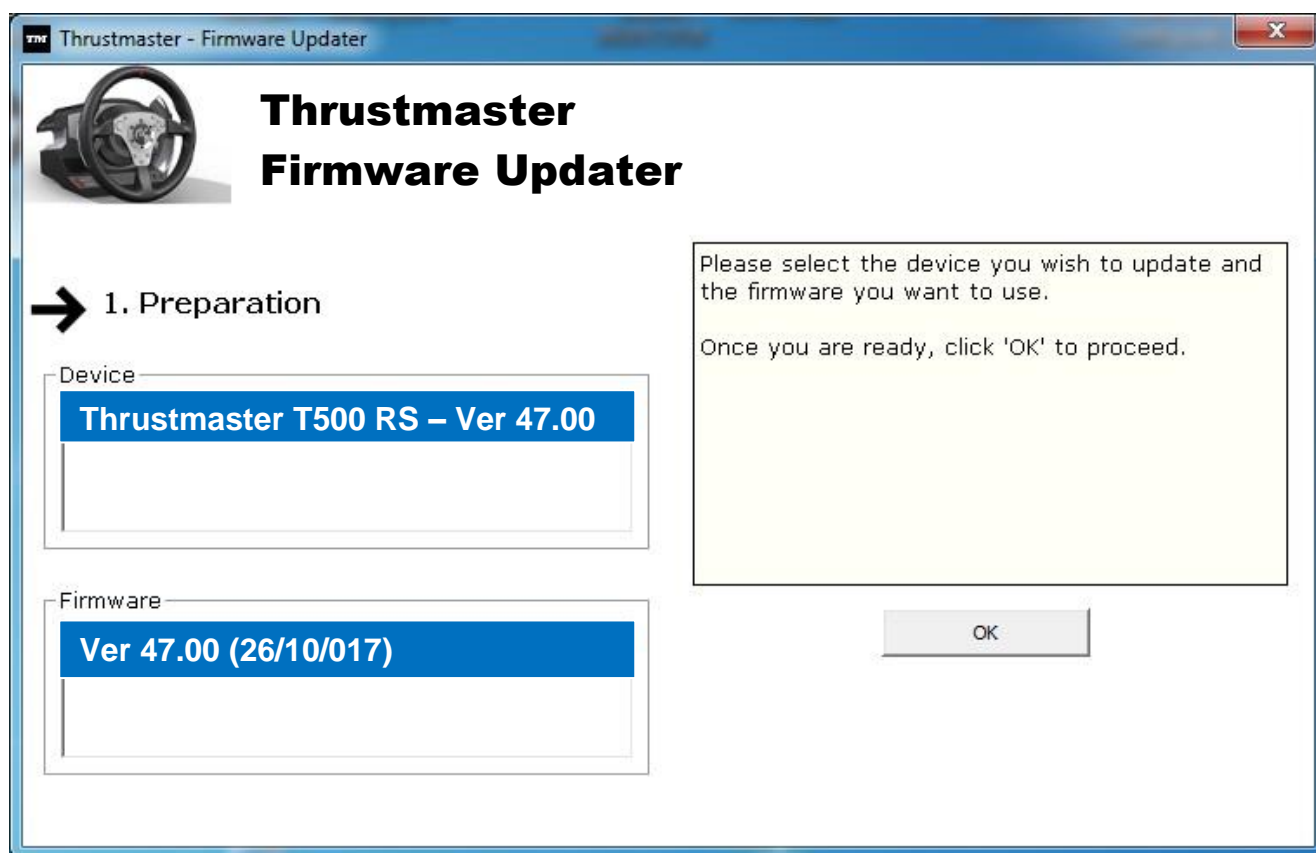 Thrustmaster - Firmware Updater
x
Thrustmaster
Firmware Updater
1. Preparation
Please select the device you wish to update and
the firmware you want to use.
Once you are ready, click 'OK' to proceed.
Device
Thrustmaster T500 RS – Ver 47.00
Firmware
Ver 47.00 (26/10/017)
OK